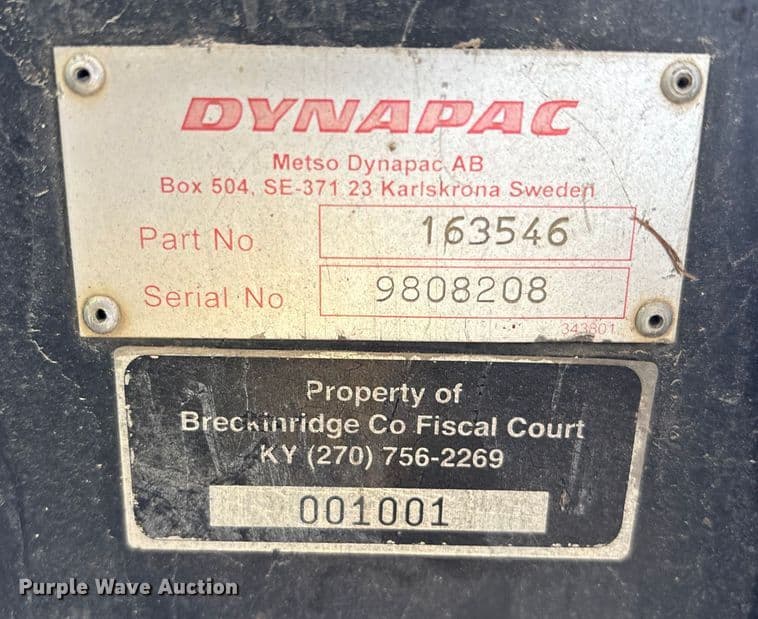 DYNAPAC
Metso Dynapac AB
Box 504, SE-371 23 Karlskrona Sweden
Part No. 163546
Serial No 9808208
343801
Property of
Breckinridge Co Fiscal Court
KY (270) 756-2269
001001
Purple Wave Auction